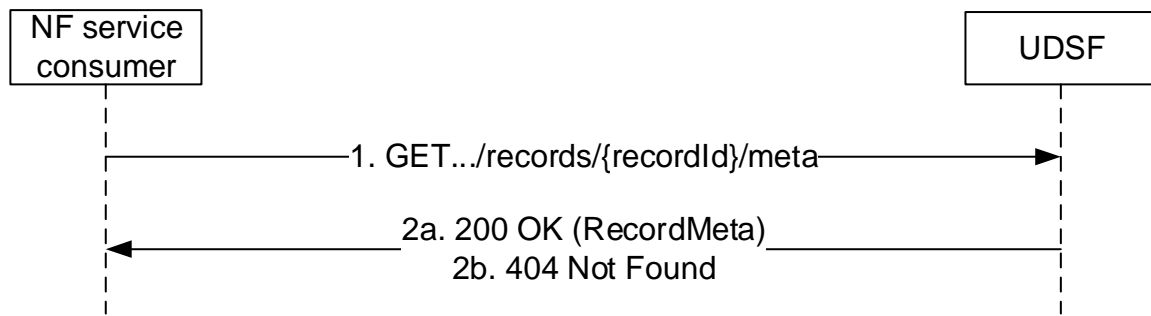 NF service
consumer
UDSF
1. GET.../records/{recordId}/meta
2a. 200 OK (RecordMeta)
2b. 404 Not Found